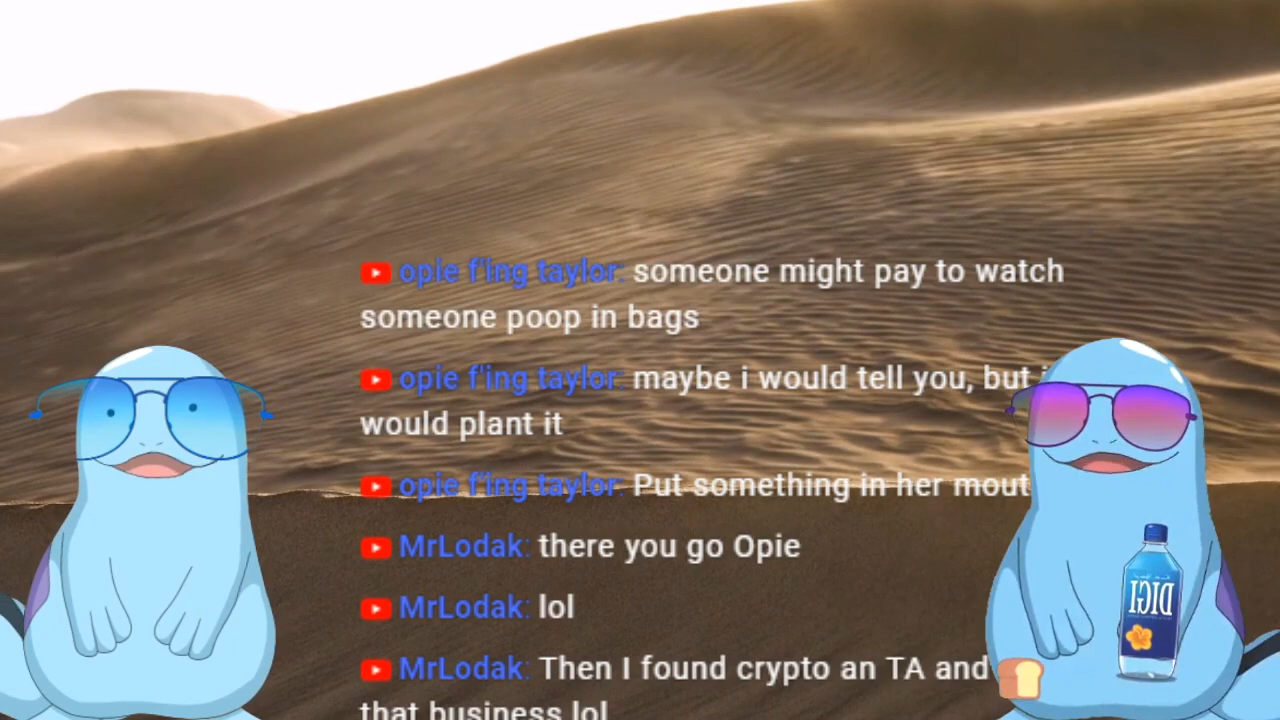 opie f'ing taylor: someone might pay to watch
someone poop in bags
opie f'ing taylor: maybe i would tell you, but
would plant it
opie f'ing taylor: Put something in her
MrLodak: there you go Opie
MrLodak: lol
MrLodak: Then I found crypto an TA and
that business lol
DIGI